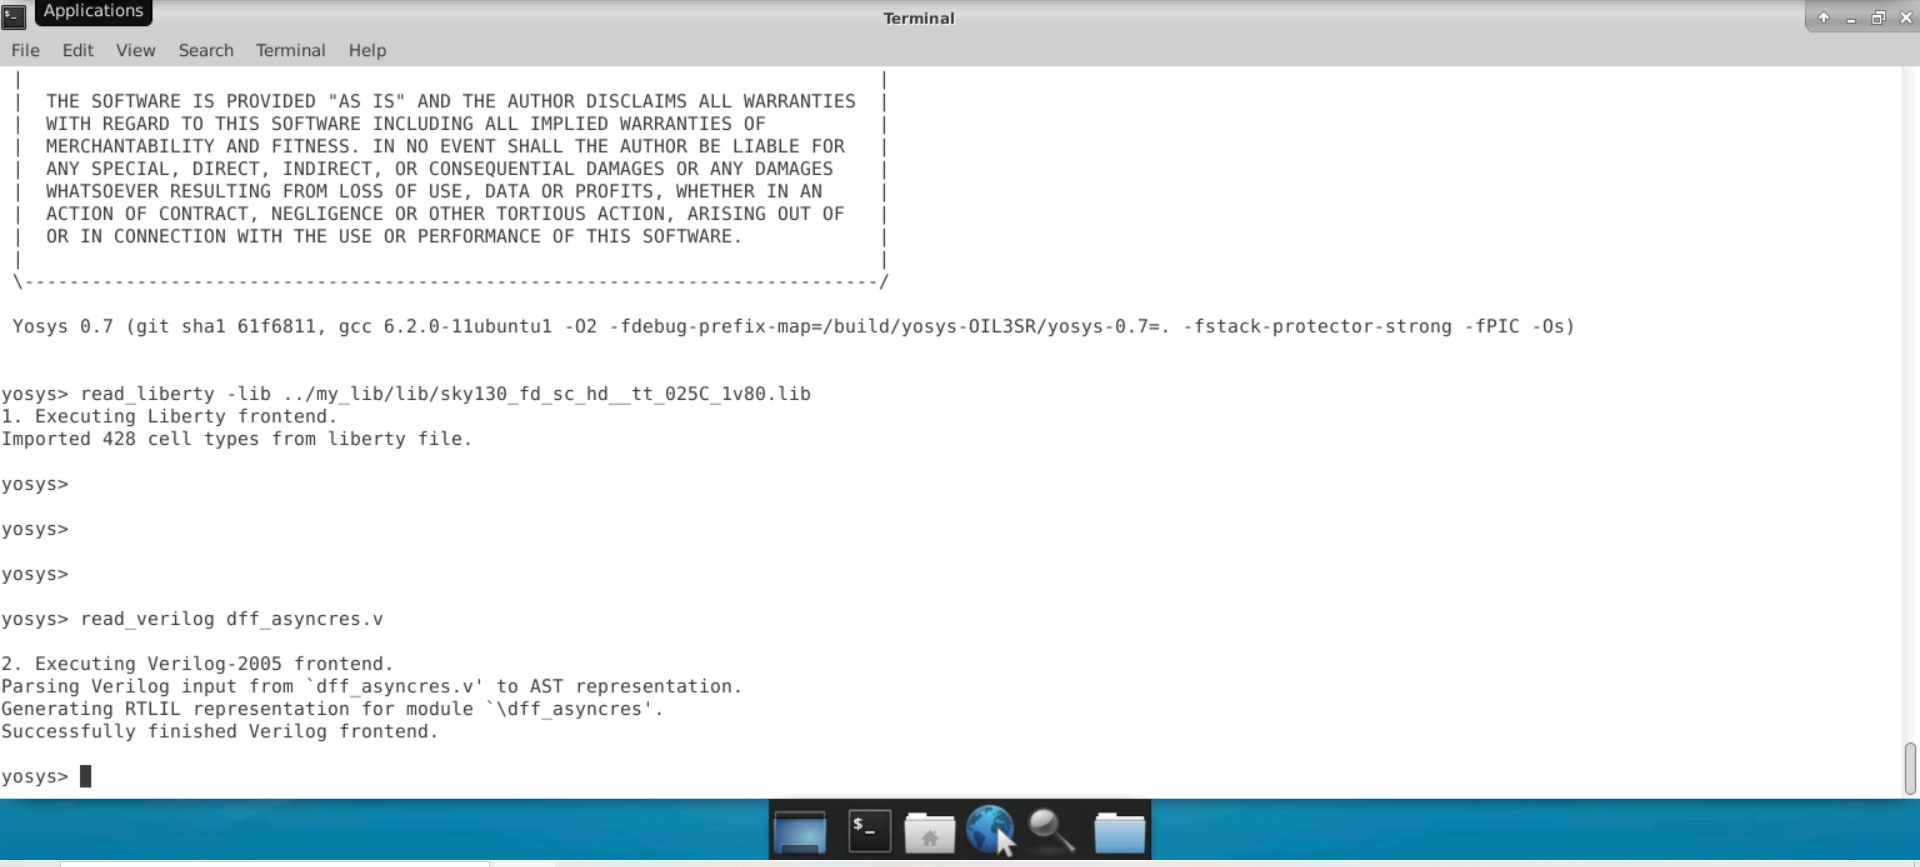 Applications
Terminal
File Edit View Search Terminal Help
| |
| THE SOFTWARE IS PROVIDED "AS IS" AND THE AUTHOR DISCLAIMS ALL WARRANTIES |
| WITH REGARD TO THIS SOFTWARE INCLUDING ALL IMPLIED WARRANTIES OF |
| MERCHANTABILITY AND FITNESS. IN NO EVENT SHALL THE AUTHOR BE LIABLE FOR |
| ANY SPECIAL, DIRECT, INDIRECT, OR CONSEQUENTIAL DAMAGES OR ANY DAMAGES |
| WHATSOEVER RESULTING FROM LOSS OF USE, DATA OR PROFITS, WHETHER IN AN |
| ACTION OF CONTRACT, NEGLIGENCE OR OTHER TORTIOUS ACTION, ARISING OUT OF |
| OR IN CONNECTION WITH THE USE OR PERFORMANCE OF THIS SOFTWARE. |
| |
\----------------------------------------------------------------------------/
Yosys 0.7 (git sha1 61f6811, gcc 6.2.0-11ubuntu1 -O2 -fdebug-prefix-map=/build/yosys-OIL3SR/yosys-0.7=. -fstack-protector-strong -fPIC -Os)
yosys> read_liberty -lib ../my_lib/lib/sky130_fd_sc_hd__tt_025C_1v80.lib
1. Executing Liberty frontend.
Imported 428 cell types from liberty file.
yosys>
yosys>
yosys>
yosys> read_verilog dff_asyncres.v
2. Executing Verilog-2005 frontend.
Parsing Verilog input from `dff_asyncres.v' to AST representation.
Generating RTLIL representation for module `\dff_asyncres'.
Successfully finished Verilog frontend.
yosys>
$_